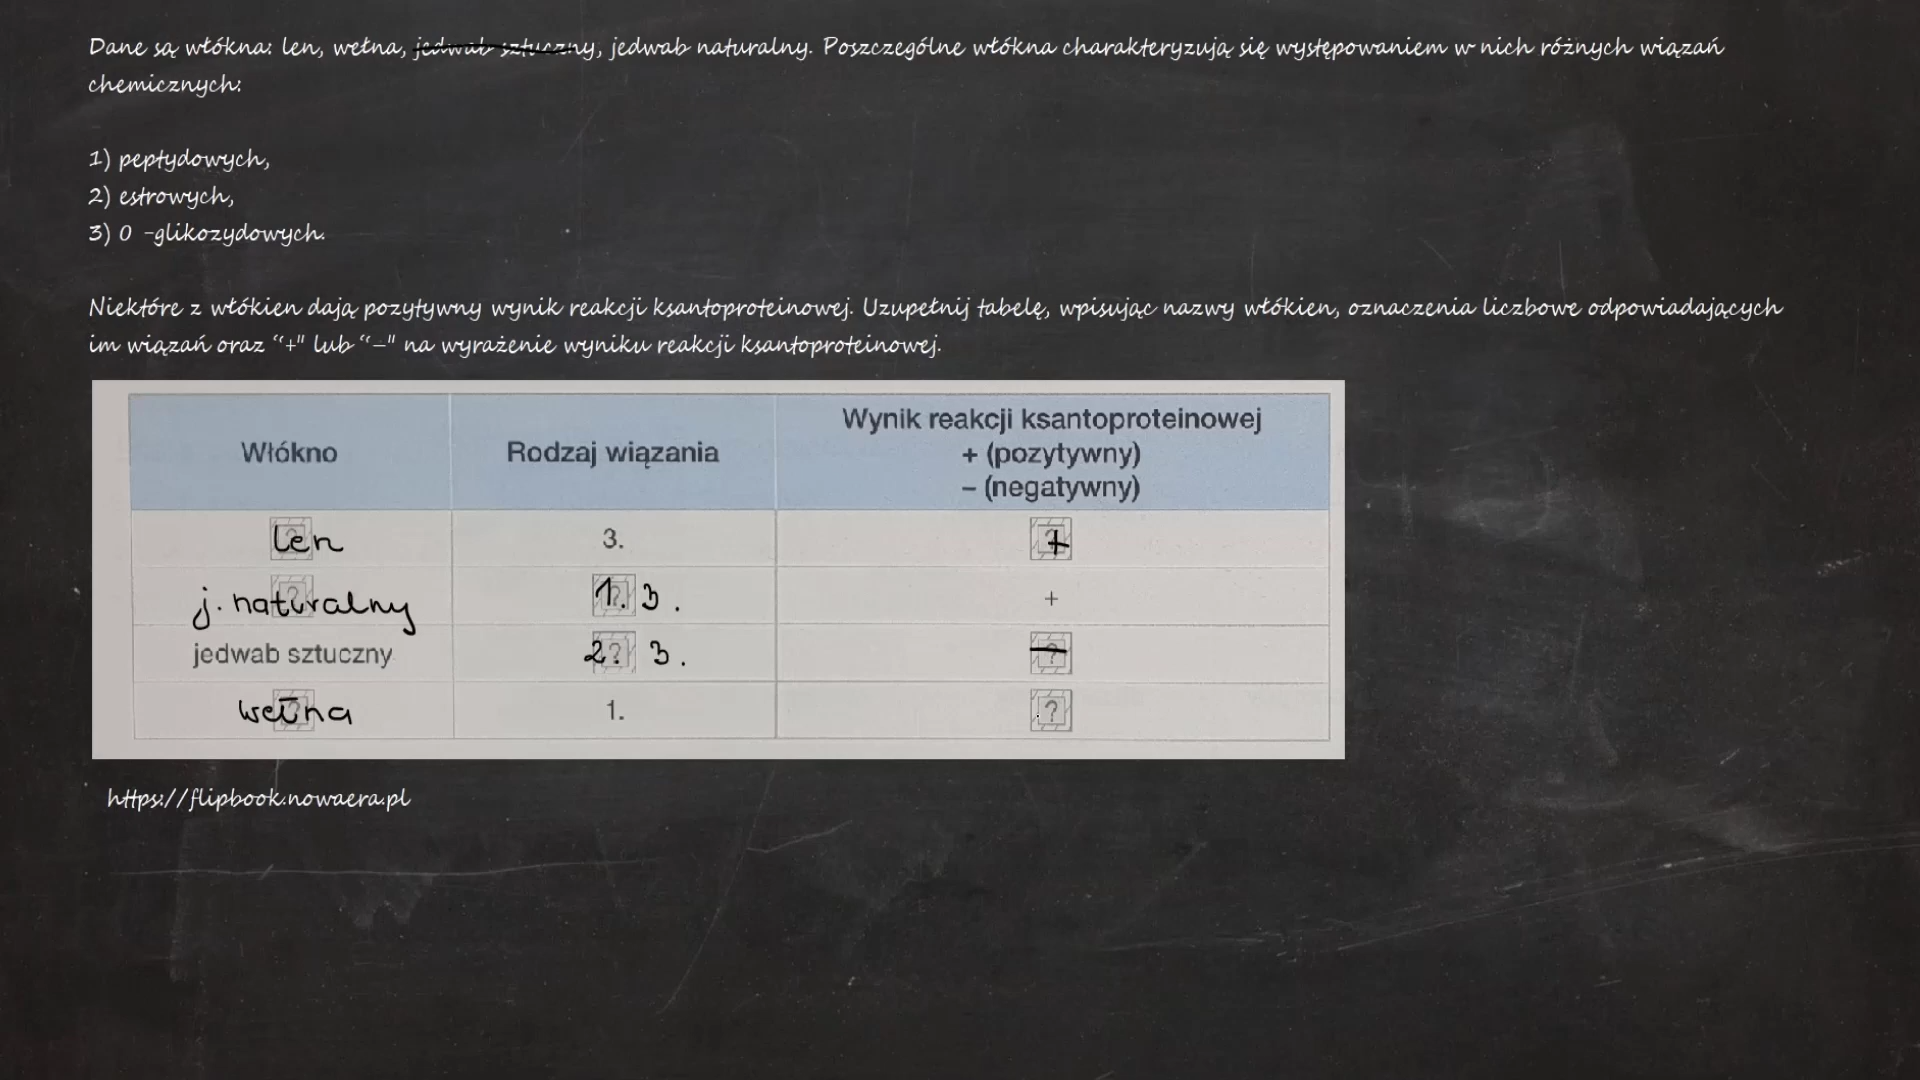 Dane są włókna: len, wełna, jedwab sztuczny, jedwab naturalny. Poszczególne włókna charakteryzują się występowaniem w nich różnych wiązań
chemicznych:
1) peptydowych,
2) estrowych,
3) O -glikozydowych.
Niektóre z włókien dają pozytywny wynik reakcji ksantoproteinowej. Uzupełnij tabelę, wpisując nazwy włókien, oznaczenia liczbowe odpowiadających
im wiązań oraz “+" lub “–" na wyrażenie wyniku reakcji ksantoproteinowej.
Włókno Rodzaj wiązania Wynik reakcji ksantoproteinowej
+ (pozytywny)
– (negatywny)
len 3. +
j. naturalny 1. 3. +
jedwab sztuczny 2? 3. –
wełna 1. ?
https://flipbook.nowaera.pl